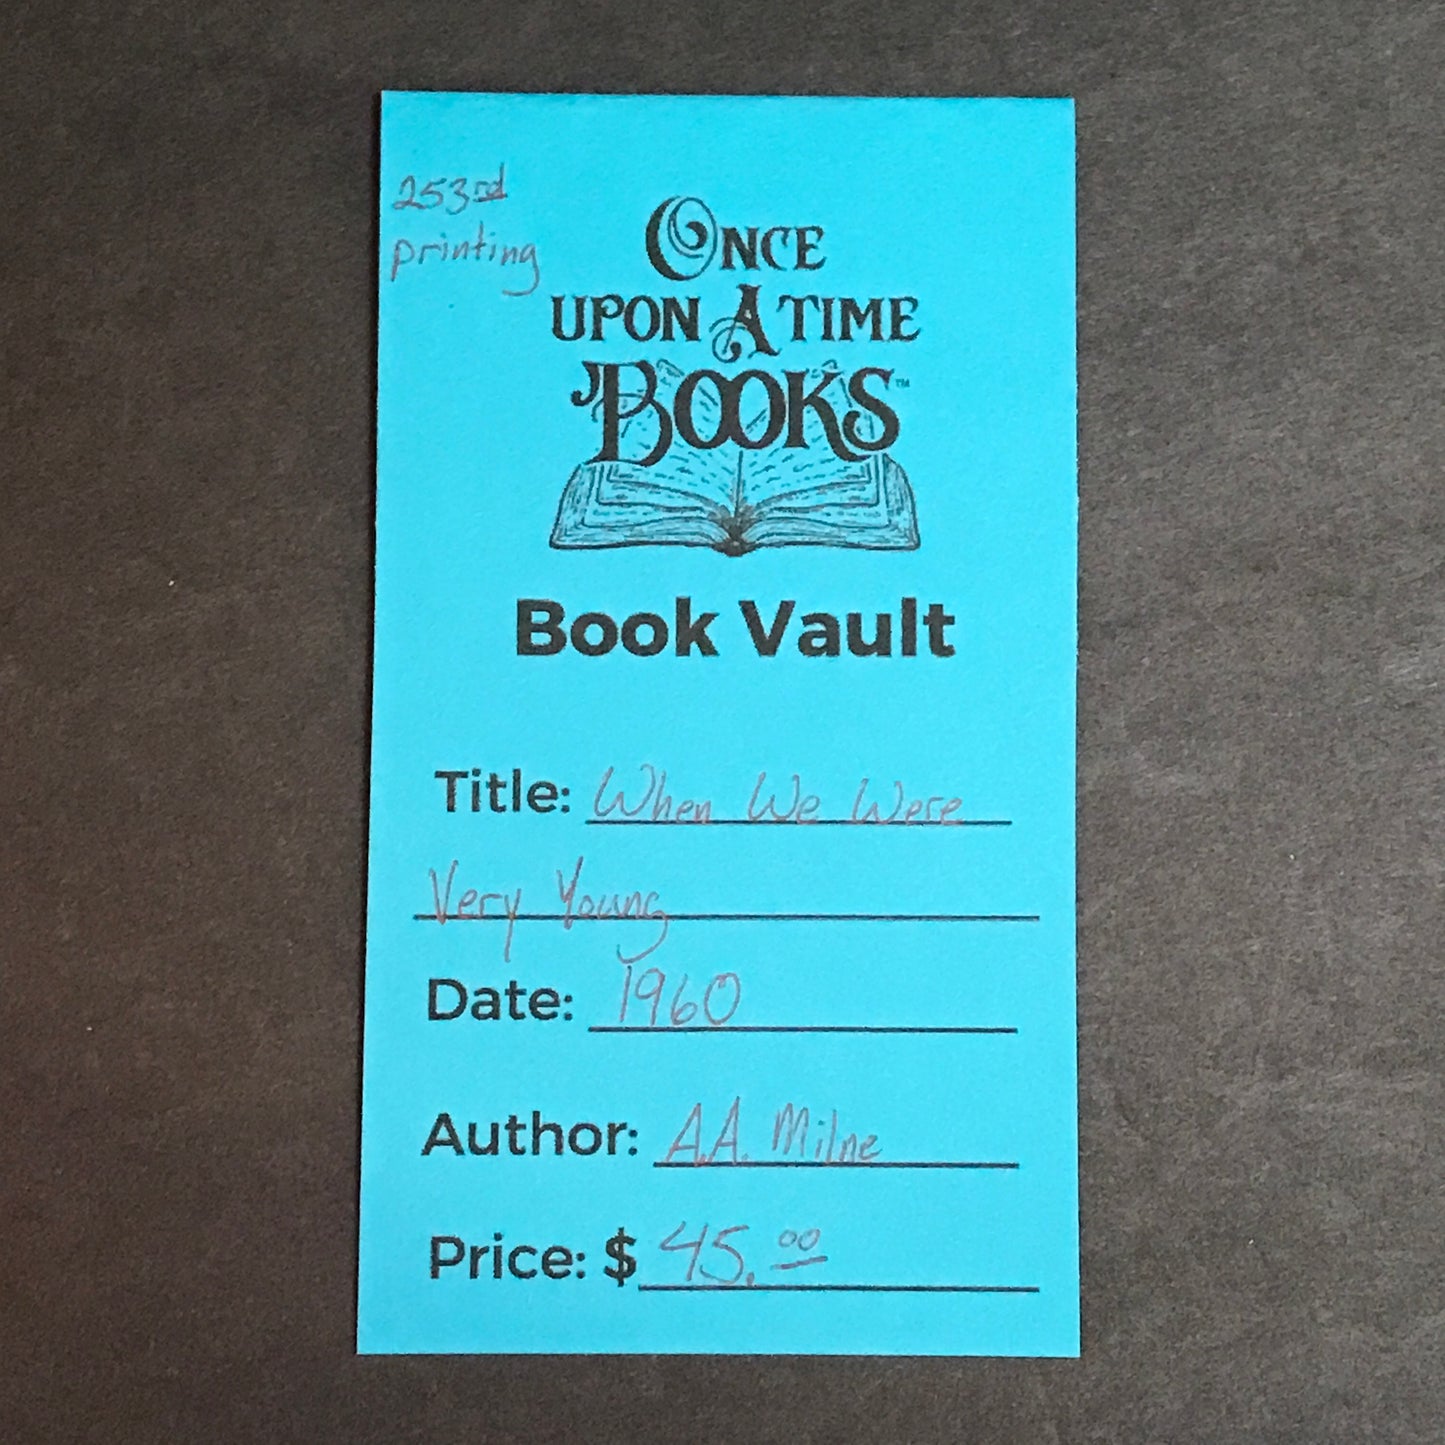 253rd
printing
ONCE
UPON A TIME
BOOKS™
Book Vault
Title: When We Were
Very Young
Date: 1960
Author: A.A. Milne
Price: $ 45.00